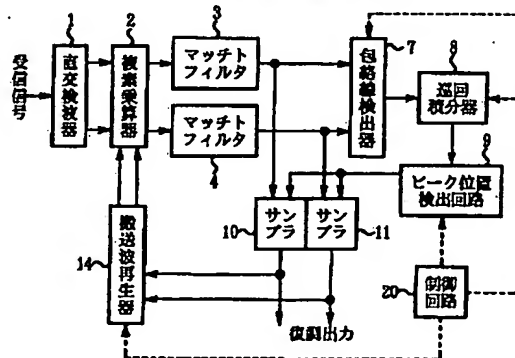 1
2
3
7
8
9
受信信号
直交検波器
複素乗算器
マッチト
フィルタ
マッチト
フィルタ
4
包絡線検出器
巡回
積分器
ピーク位置
検出回路
10
サン
プラ
サン
プラ
11
14
搬送波再生器
20
制御
回路
復調出力